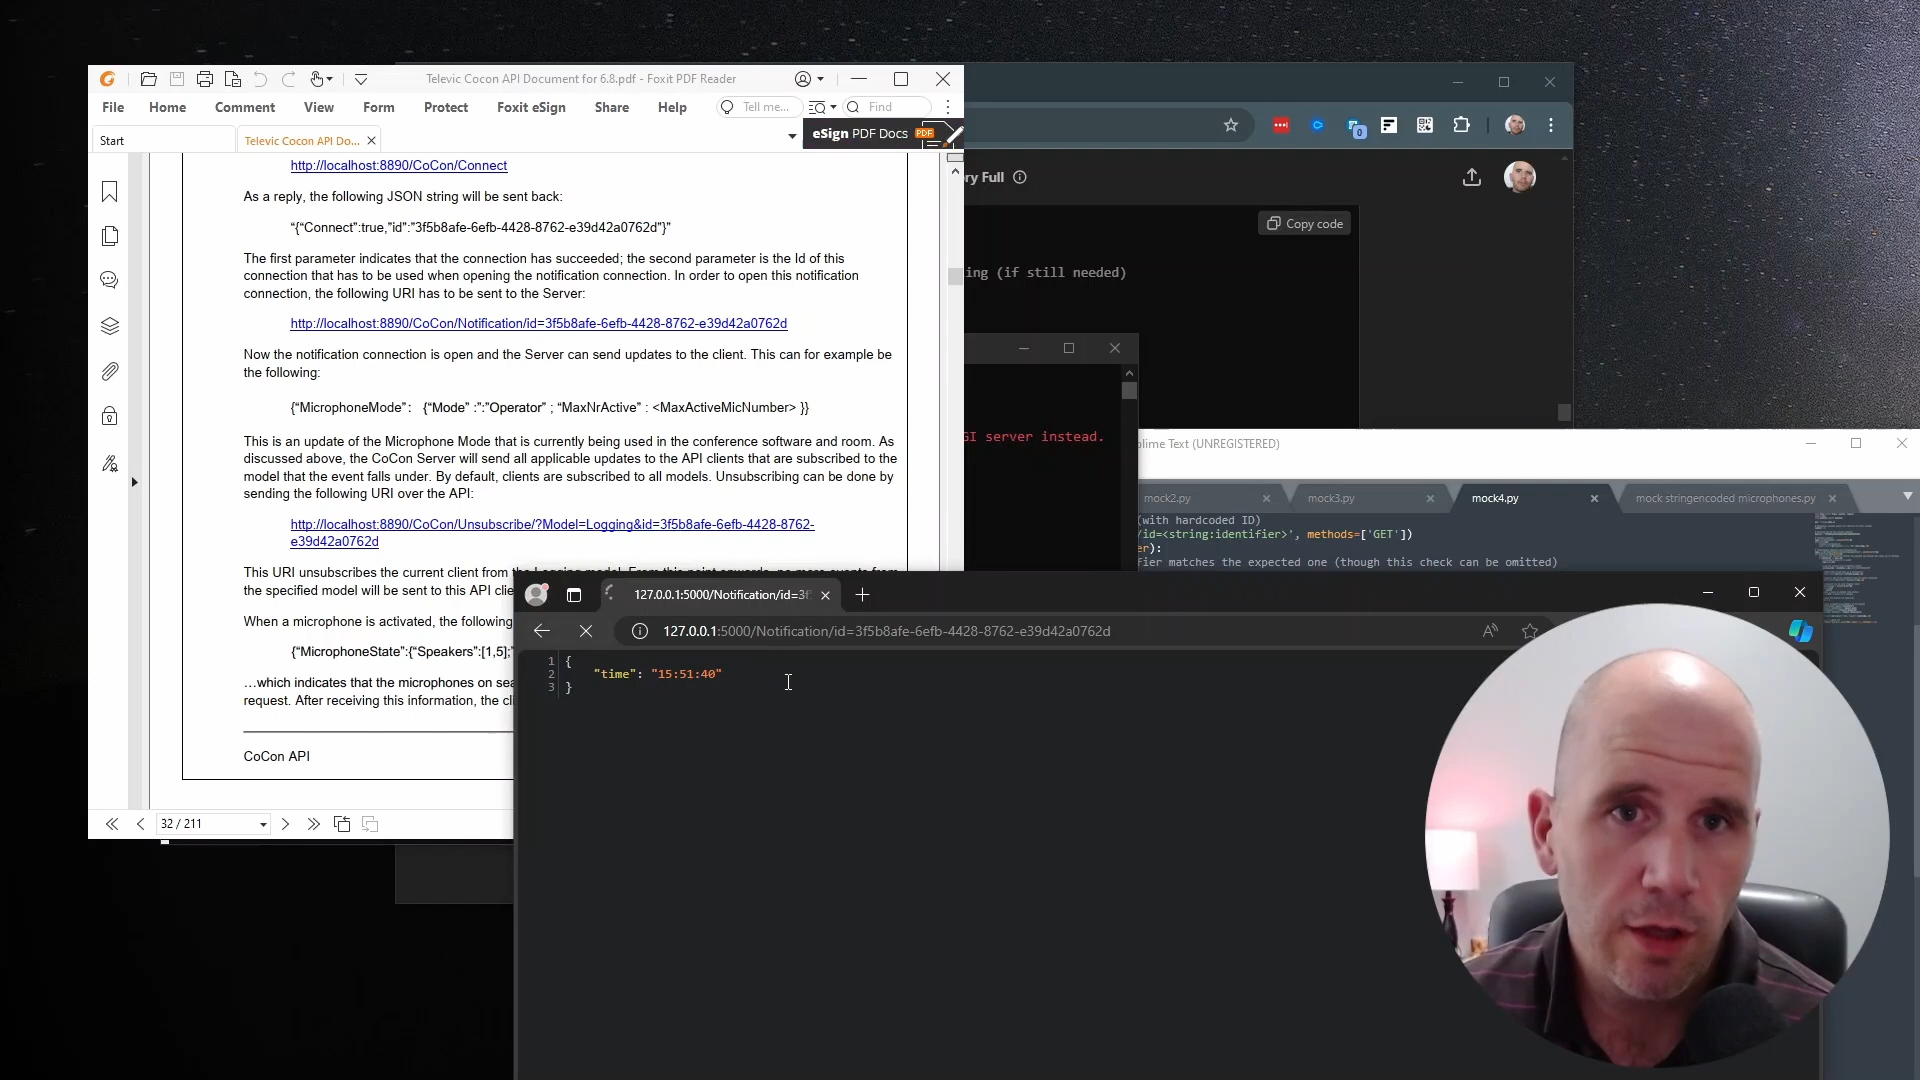 Televic Cocon API Document for 6.8.pdf - Foxit PDF Reader
File Home Comment View Form Protect Foxit eSign Share Help Tell me... Find
Start
Televic Cocon API Do...
eSign PDF Docs
PDF
http://localhost:8890/CoCon/Connect
As a reply, the following JSON string will be sent back:
“{“Connect":true,"id":"3f5b8afe-6efb-4428-8762-e39d42a0762d"}”
The first parameter indicates that the connection has succeeded; the second parameter is the Id of this
connection that has to be used when opening the notification connection. In order to open this notification
connection, the following URI has to be sent to the Server:
http://localhost:8890/CoCon/Notification/id=3f5b8afe-6efb-4428-8762-e39d42a0762d
Now the notification connection is open and the Server can send updates to the client. This can for example be
the following:
{“MicrophoneMode”: {“Mode” :”:”Operator” ; “MaxNrActive” : <MaxActiveMicNumber> }}
This is an update of the Microphone Mode that is currently being used in the conference software and room. As
discussed above, the CoCon Server will send all applicable updates to the API clients that are subscribed to the
model that the event falls under. By default, clients are subscribed to all models. Unsubscribing can be done by
sending the following URI over the API:
http://localhost:8890/CoCon/Unsubscribe/?Model=Logging&id=3f5b8afe-6efb-4428-8762-
e39d42a0762d
This URI unsubscribes the current client from
the specified model will be sent to this API clie
When a microphone is activated, the following
{“MicrophoneState”:{“Speakers”:[1,5];”
…which indicates that the microphones on sea
request. After receiving this information, the cli
CoCon API
32 / 211
ry Full
Copy code
ing (if still needed)
GI server instead.
blime Text (UNREGISTERED)
mock2.py
mock3.py
mock4.py
mock stringencoded microphones.py
(with hardcoded ID)
/id=<string:identifier>', methods=['GET'])
er):
fier matches the expected one (though this check can be omitted)
127.0.0.1:5000/Notification/id=3f
127.0.0.1:5000/Notification/id=3f5b8afe-6efb-4428-8762-e39d42a0762d
1 {
2 "time": "15:51:40"
3 }
0